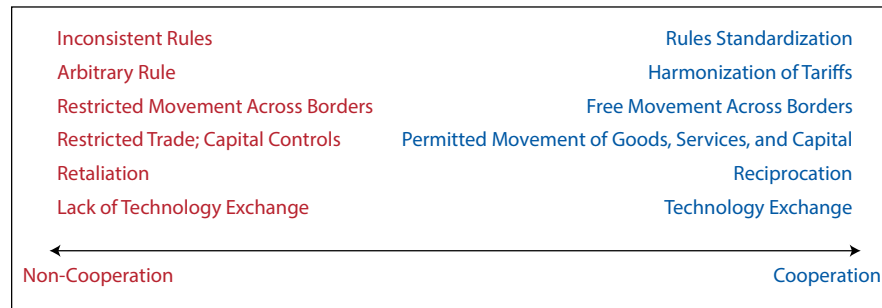 Inconsistent Rules Rules Standardization
Arbitrary Rule Harmonization of Tariffs
Restricted Movement Across Borders Free Movement Across Borders
Restricted Trade; Capital Controls Permitted Movement of Goods, Services, and Capital
Retaliation Reciprocation
Lack of Technology Exchange Technology Exchange
Non-Cooperation Cooperation